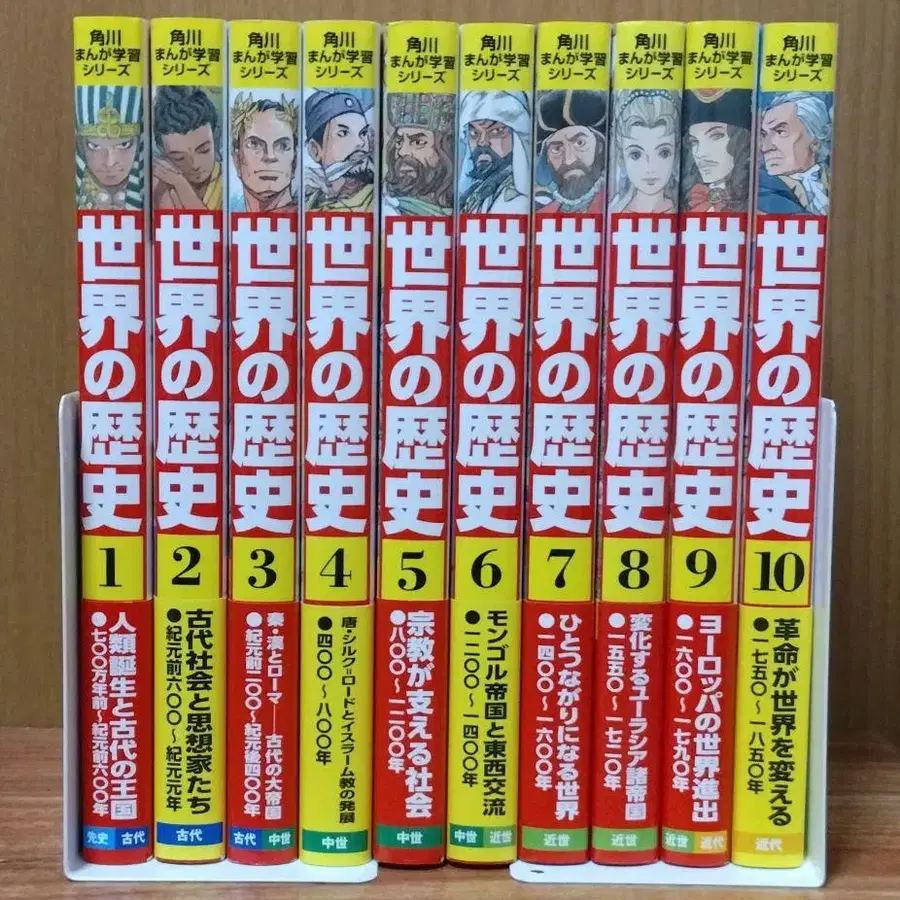 角川
まんが学習
シリーズ
世界の歴史
1
人類誕生と古代の王国
●七〇〇万年前～紀元前六〇〇年
先史 古代
角川
まんが学習
シリーズ
世界の歴史
2
古代社会と思想家たち
●紀元前六〇〇～紀元元年
古代
角川
まんが学習
シリーズ
世界の歴史
3
秦・漢とローマ——古代の大帝国
●紀元前二〇〇～紀元後四〇〇年
古代 中世
角川
まんが学習
シリーズ
世界の歴史
4
唐・シルク=ロードとイスラーム教の発展
●四〇〇～八〇〇年
中世
角川
まんが学習
シリーズ
世界の歴史
5
宗教が支える社会
●八〇〇～一二〇〇年
中世
角川
まんが学習
シリーズ
世界の歴史
6
モンゴル帝国と東西交流
●一二〇〇～一四〇〇年
中世 近世
角川
まんが学習
シリーズ
世界の歴史
7
ひとつながりになる世界
●一四〇〇～一六〇〇年
近世
角川
まんが学習
シリーズ
世界の歴史
8
変化するユーラシア諸帝国
●一五五〇～一七二〇年
近世
角川
まんが学習
シリーズ
世界の歴史
9
ヨーロッパの世界進出
●一六〇〇～一七九〇年
近世 近代
角川
まんが学習
シリーズ
世界の歴史
10
革命が世界を変える
●一七五〇～一八五〇年
近代